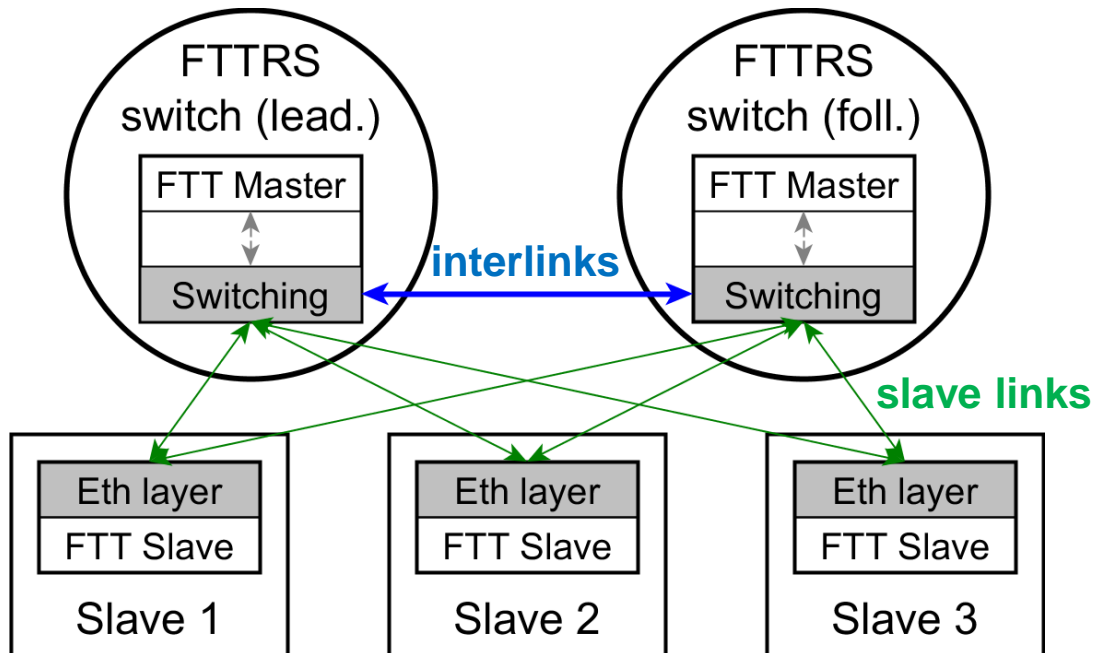 FTTRS
switch (lead.)
FTT Master
Switching
FTTRS
switch (foll.)
FTT Master
Switching
interlinks
slave links
Eth layer
FTT Slave
Slave 1
Eth layer
FTT Slave
Slave 2
Eth layer
FTT Slave
Slave 3